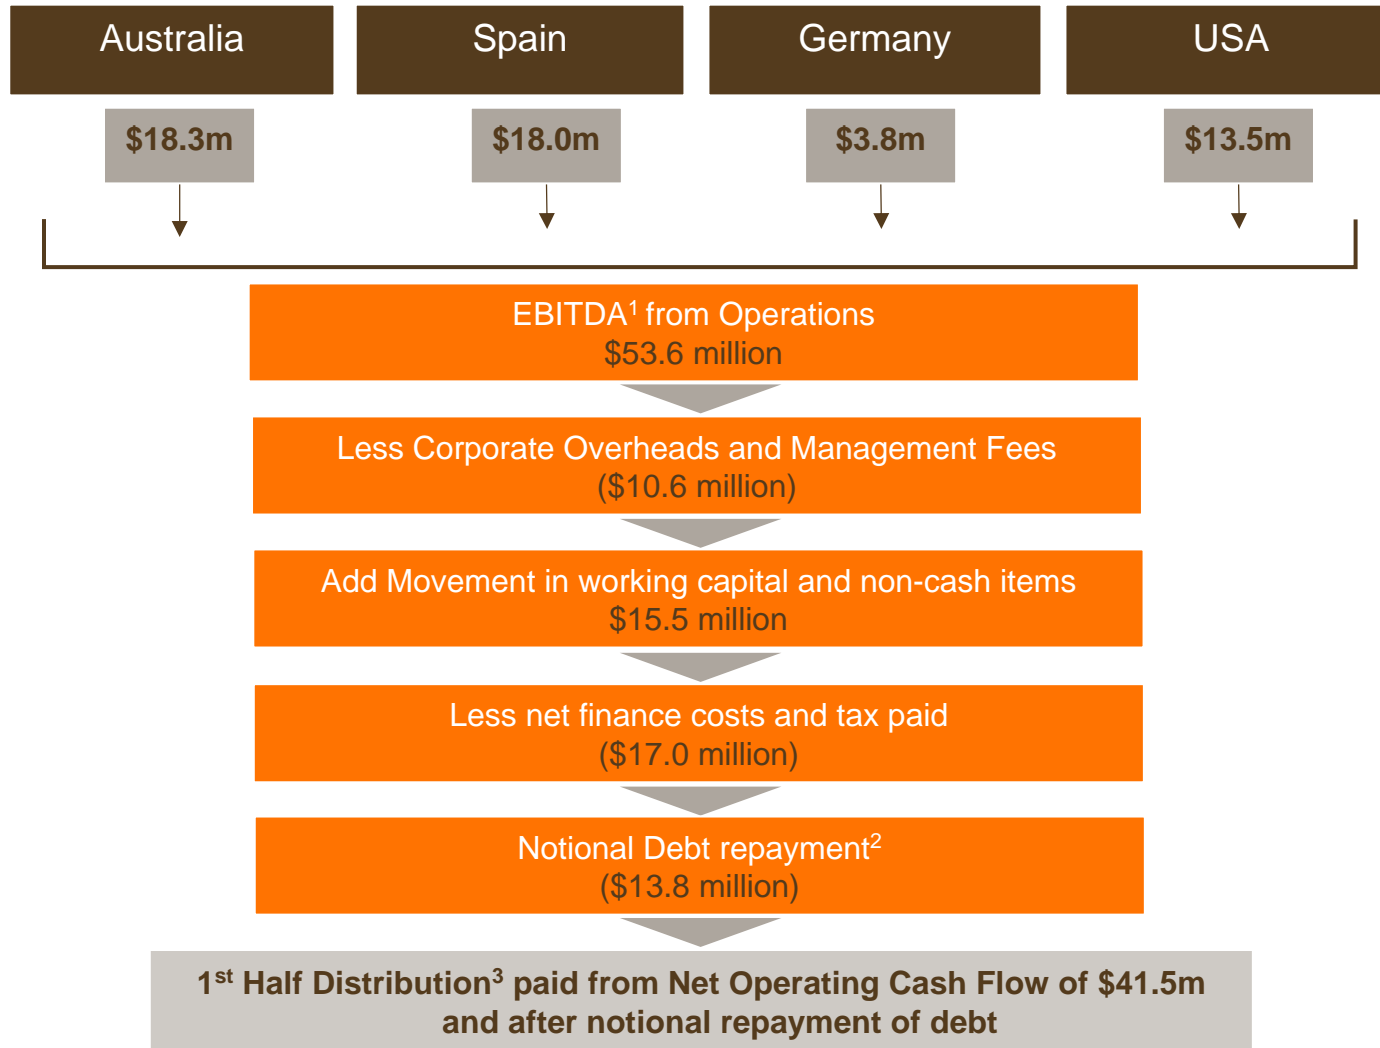 Australia
Spain
Germany
USA
$18.3m
$18.0m
$3.8m
$13.5m
EBITDA¹ from Operations
$53.6 million
Less Corporate Overheads and Management Fees
($10.6 million)
Add Movement in working capital and non-cash items
$15.5 million
Less net finance costs and tax paid
($17.0 million)
Notional Debt repayment²
($13.8 million)
1st Half Distribution³ paid from Net Operating Cash Flow of $41.5m
and after notional repayment of debt